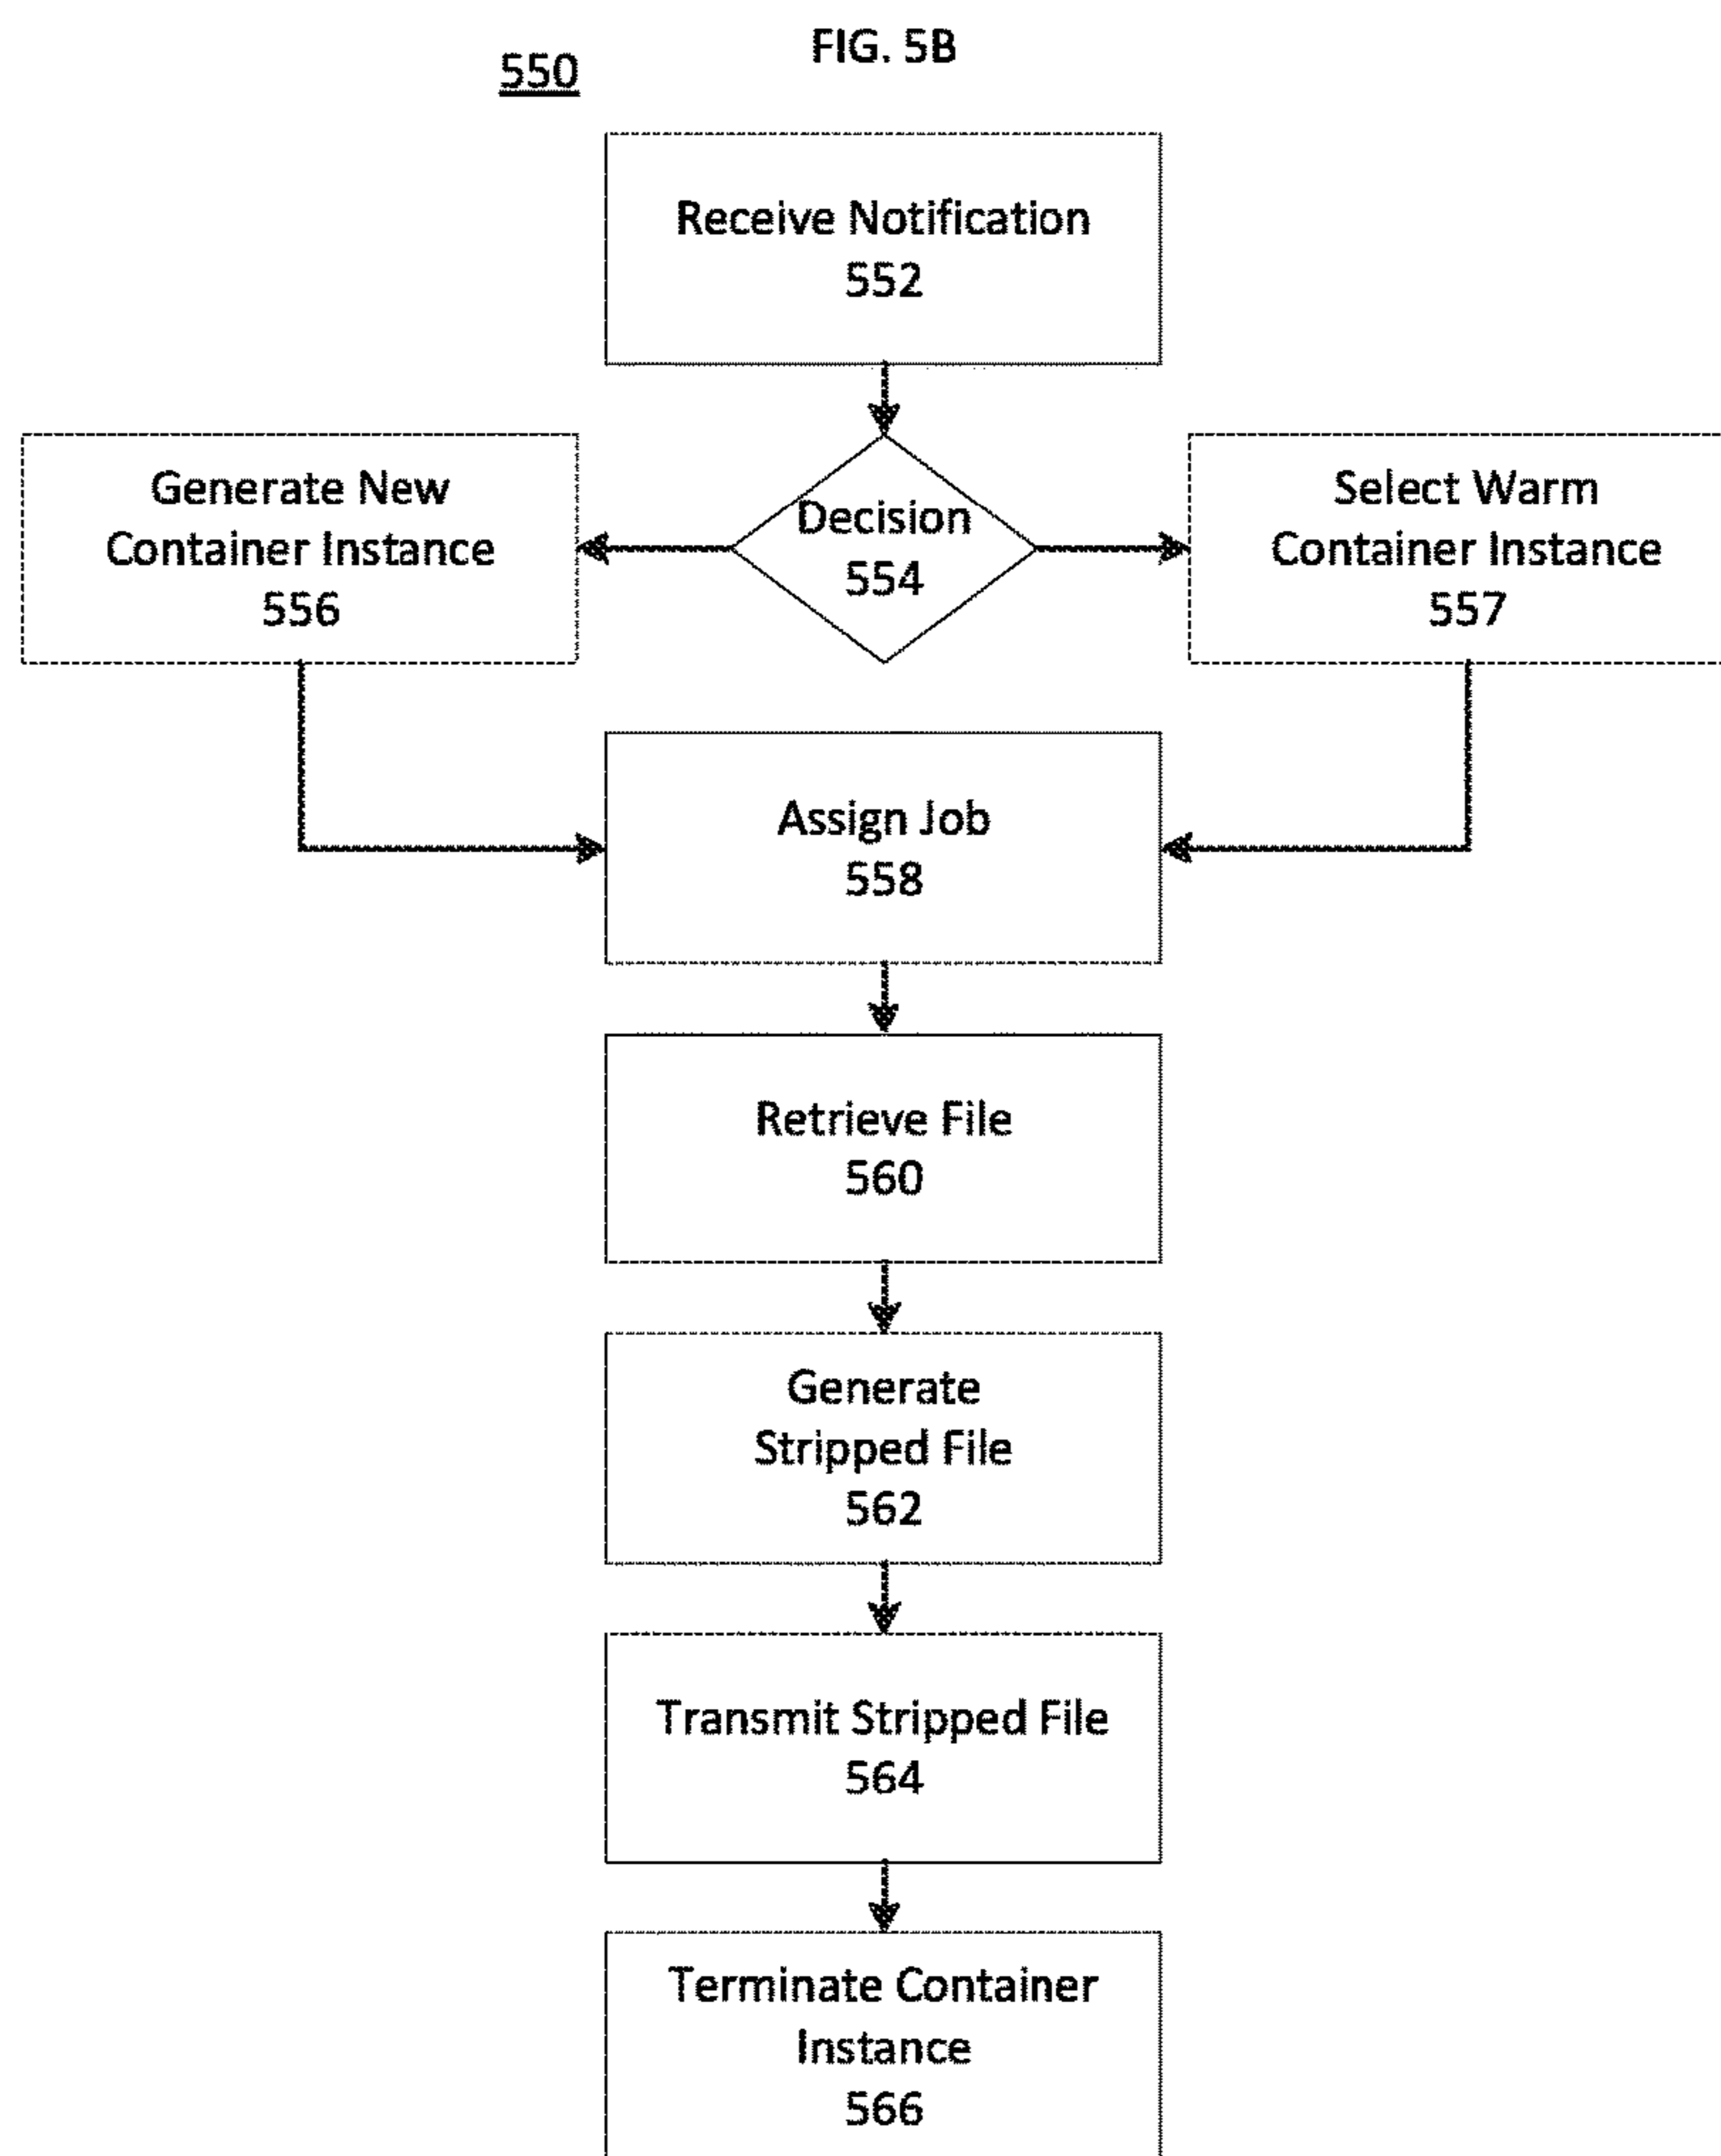 FIG. 5B
550
Receive Notification
552
Generate New
Container Instance
556
Decision
554
Select Warm
Container Instance
557
Assign Job
558
Retrieve File
560
Generate
Stripped File
562
Transmit Stripped File
564
Terminate Container
Instance
566